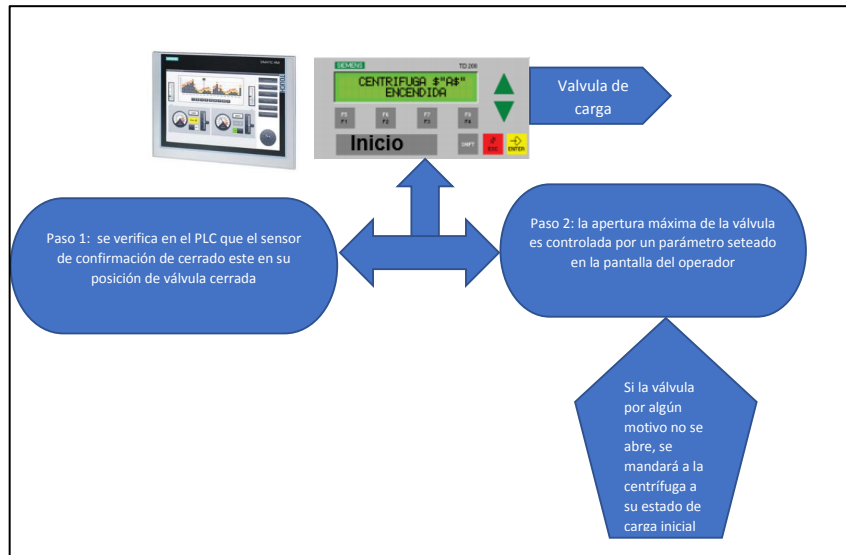 SIEMENS
TOUCH
SIEMENS TD 200
CENTRIFUGA $"A$"
ENCENDIDA
F5 F6 F7 F8
F1 F2 F3 F4
Inicio
SHIFT ESC ENTER
Valvula de
carga
Paso 1: se verifica en el PLC que el sensor
de confirmación de cerrado este en su
posición de válvula cerrada
Paso 2: la apertura máxima de la válvula
es controlada por un parámetro seteado
en la pantalla del operador
Si la válvula
por algún
motivo no se
abre, se
mandará a la
centrífuga a
su estado de
carga inicial